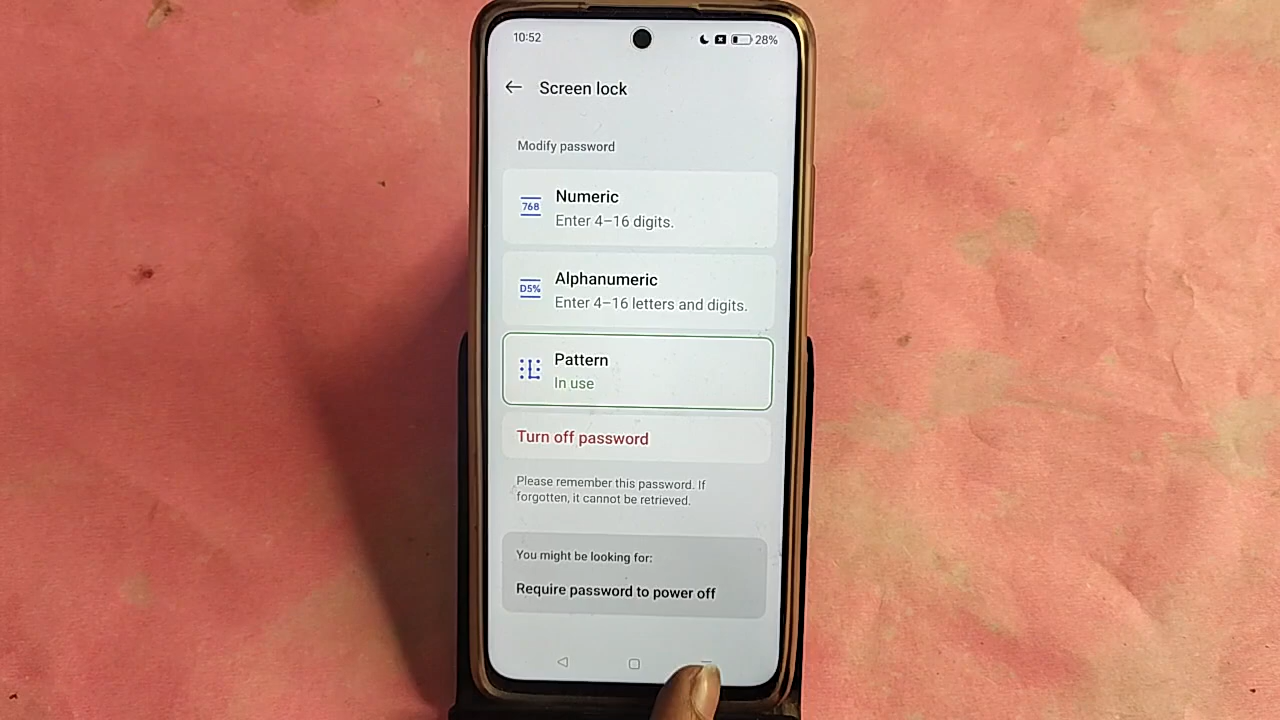 10:52
28%
Screen lock
Modify password
768
Numeric
Enter 4–16 digits.
D5%
Alphanumeric
Enter 4–16 letters and digits.
Pattern
In use
Turn off password
Please remember this password. If
forgotten, it cannot be retrieved.
You might be looking for:
Require password to power off